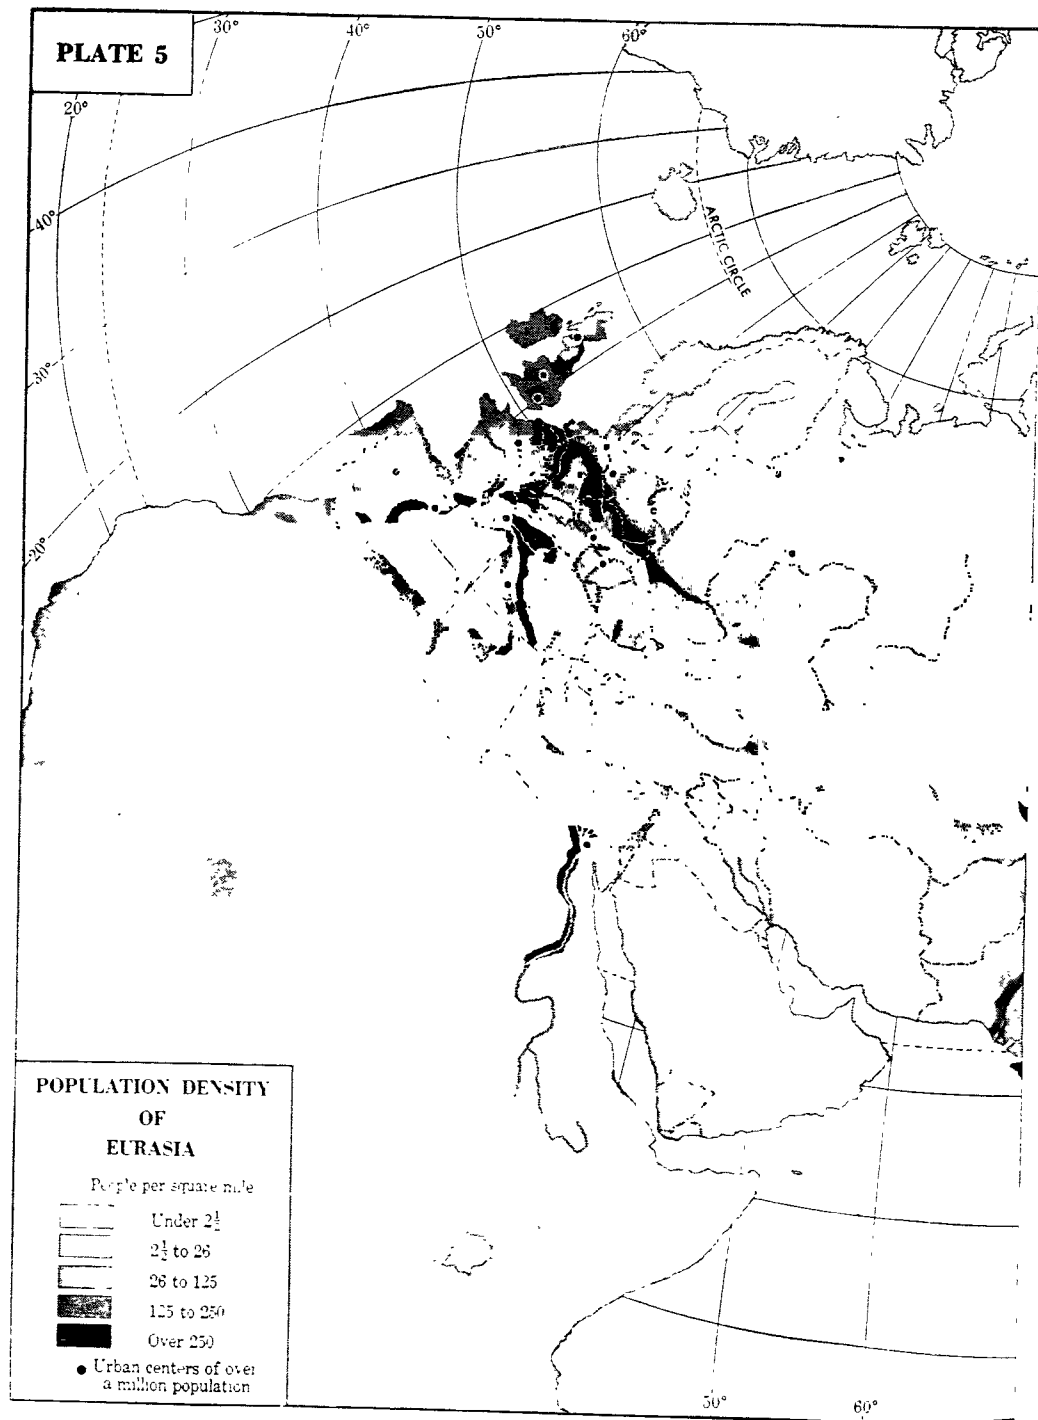 PLATE 5
30°
40°
50°
60°
20°
40°
30°
20°
ARCTIC CIRCLE
POPULATION DENSITY
OF
EURASIA
People per square mile
Under 2½
2½ to 26
26 to 125
125 to 250
Over 250
Urban centers of over
a million population
50°
60°